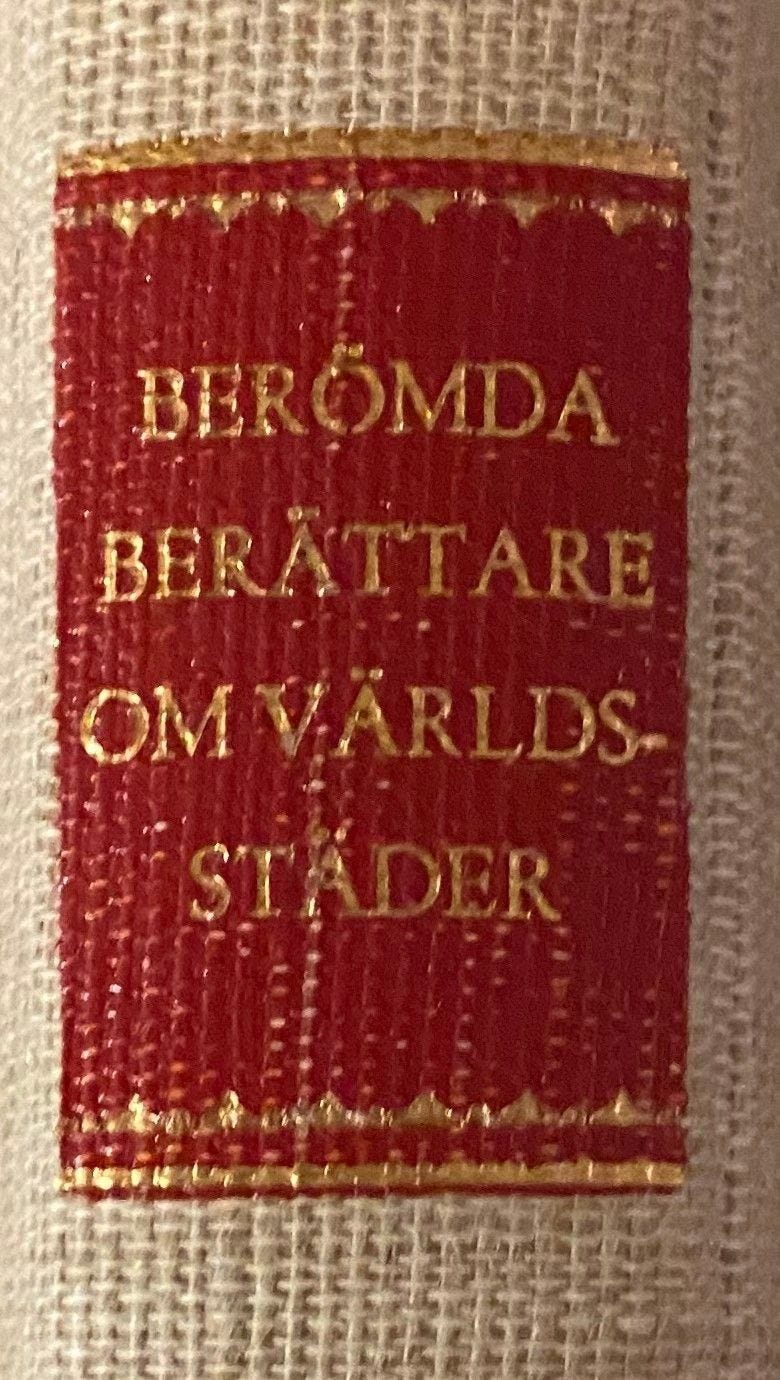 BERÖMDA
BERÄTTARE
OM VÄRLDS-
STÄDER